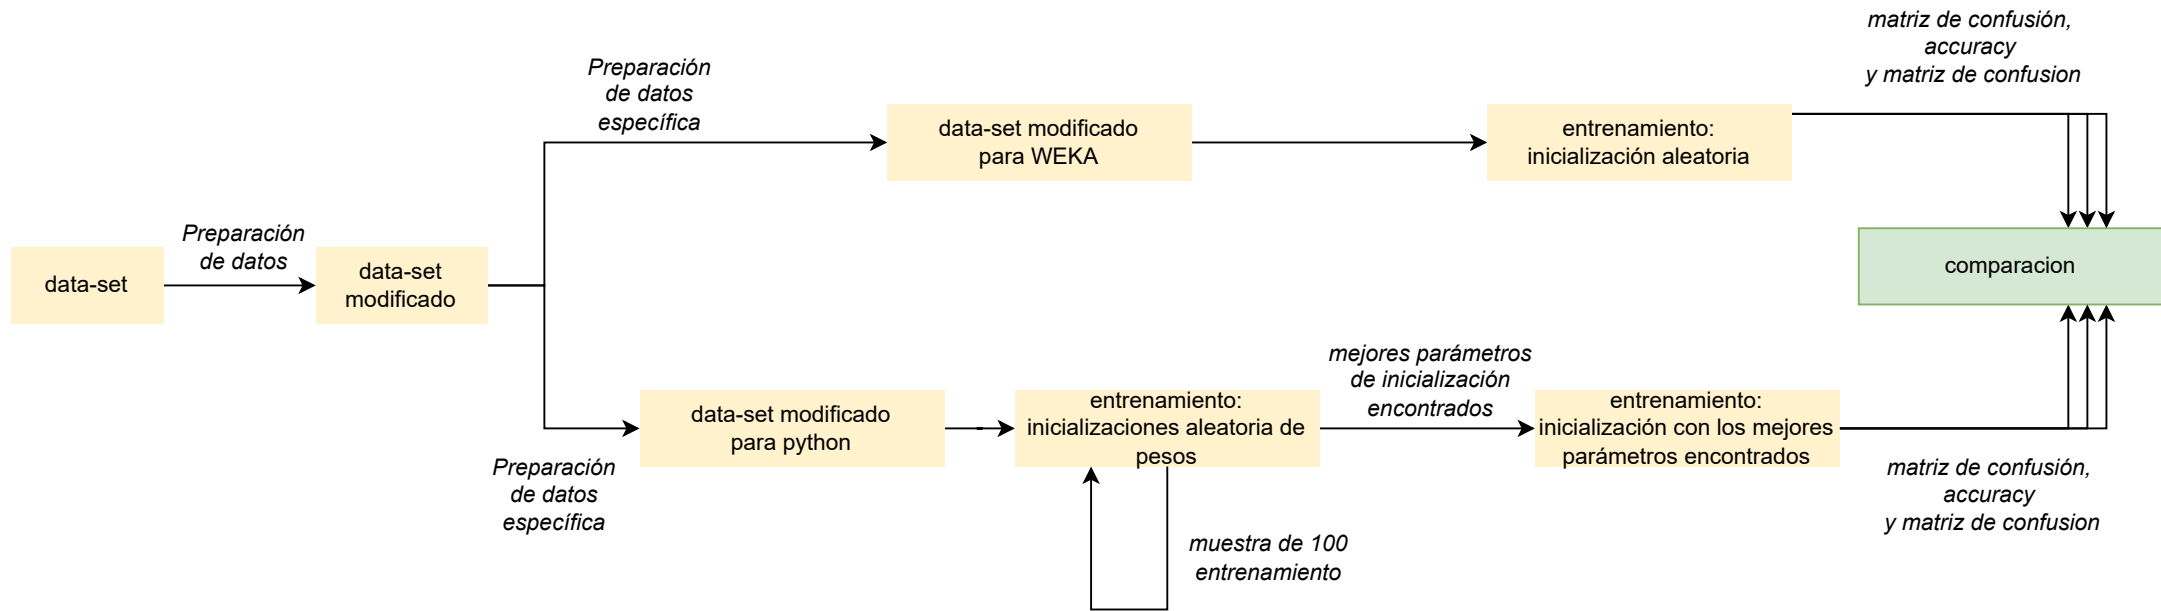 matriz de confusión,
accuracy
y matriz de confusion
Preparación
de datos
específica
data-set modificado
para WEKA
entrenamiento:
inicialización aleatoria
Preparación
de datos
data-set
data-set
modificado
comparacion
mejores parámetros
de inicialización
encontrados
data-set modificado
para python
entrenamiento:
inicializaciones aleatoria de
pesos
entrenamiento:
inicialización con los mejores
parámetros encontrados
Preparación
de datos
específica
matriz de confusión,
accuracy
y matriz de confusion
muestra de 100
entrenamiento